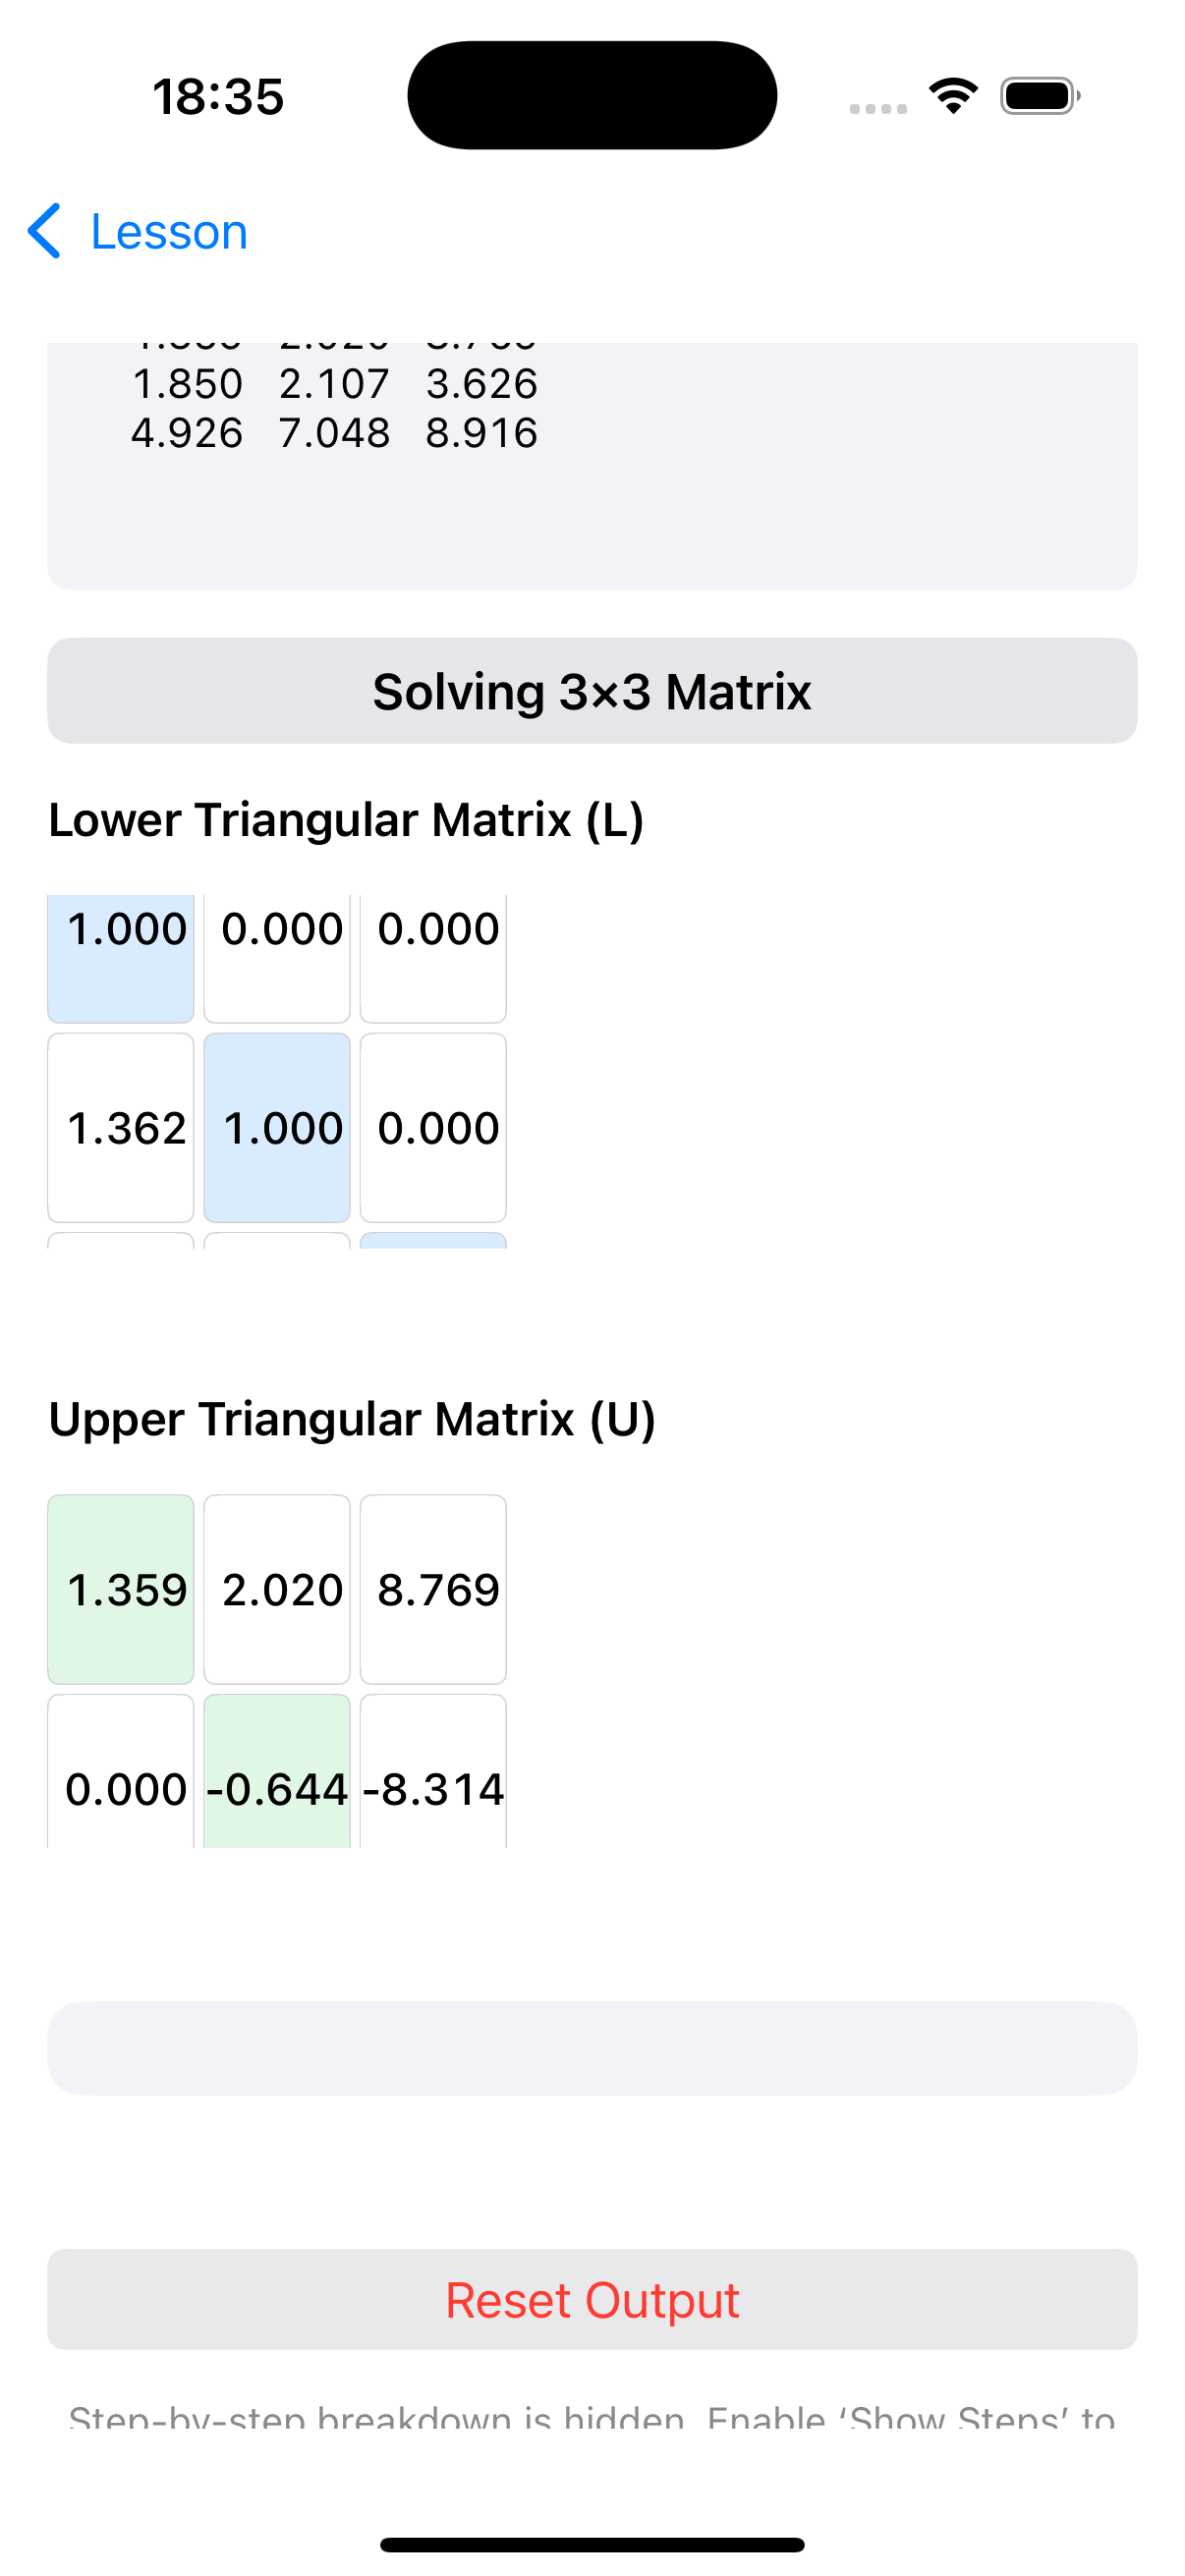 18:35
Lesson
1.850 2.107 3.626
4.926 7.048 8.916
Solving 3×3 Matrix
Lower Triangular Matrix (L)
1.000 0.000 0.000
1.362 1.000 0.000
Upper Triangular Matrix (U)
1.359 2.020 8.769
0.000 -0.644 -8.314
Reset Output
Step-by-step breakdown is hidden. Enable ‘Show Steps’ to